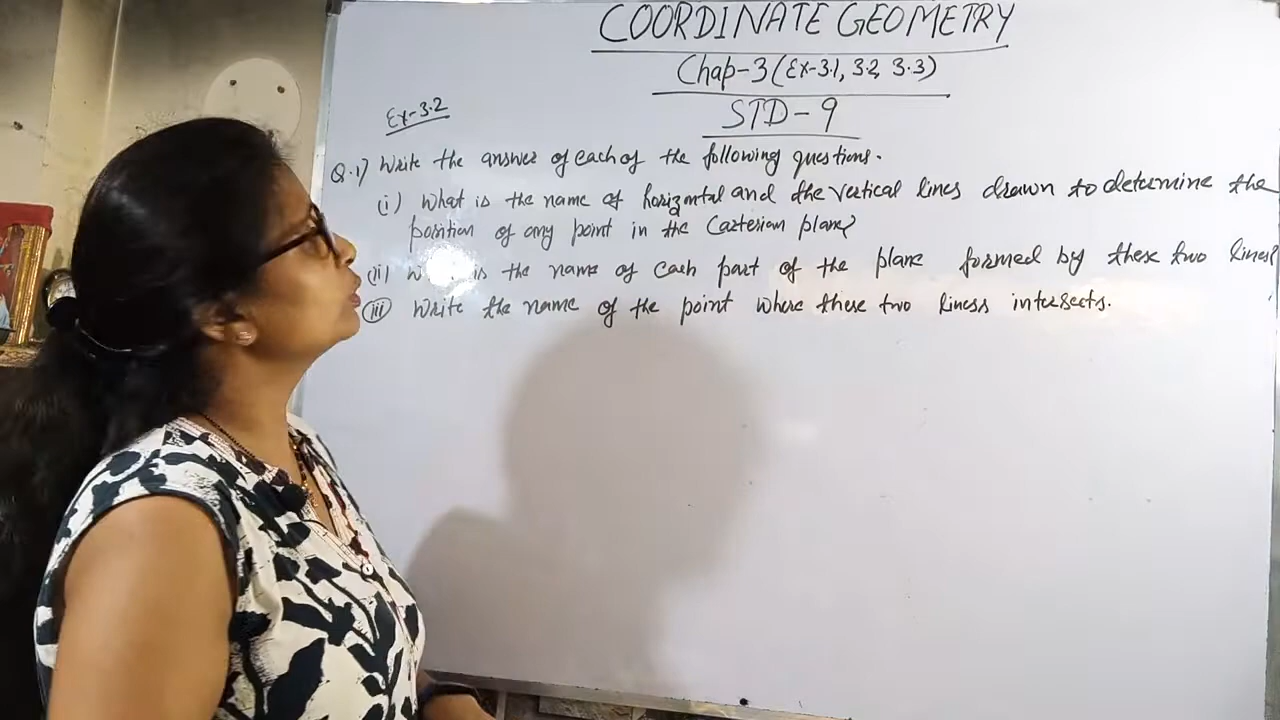 COORDINATE GEOMETRY
Chap-3 (Ex-3.1, 3.2, 3.3)
STD-9
Ex-3.2
Q.1) Write the answer of each of the following questions.
(i) What is the name of horizontal and the vertical lines drawn to determine the
position of any point in the Cartesian plane?
(ii) is the name of each part of the plane formed by these two lines?
(iii) Write the name of the point where these two liness intersects.